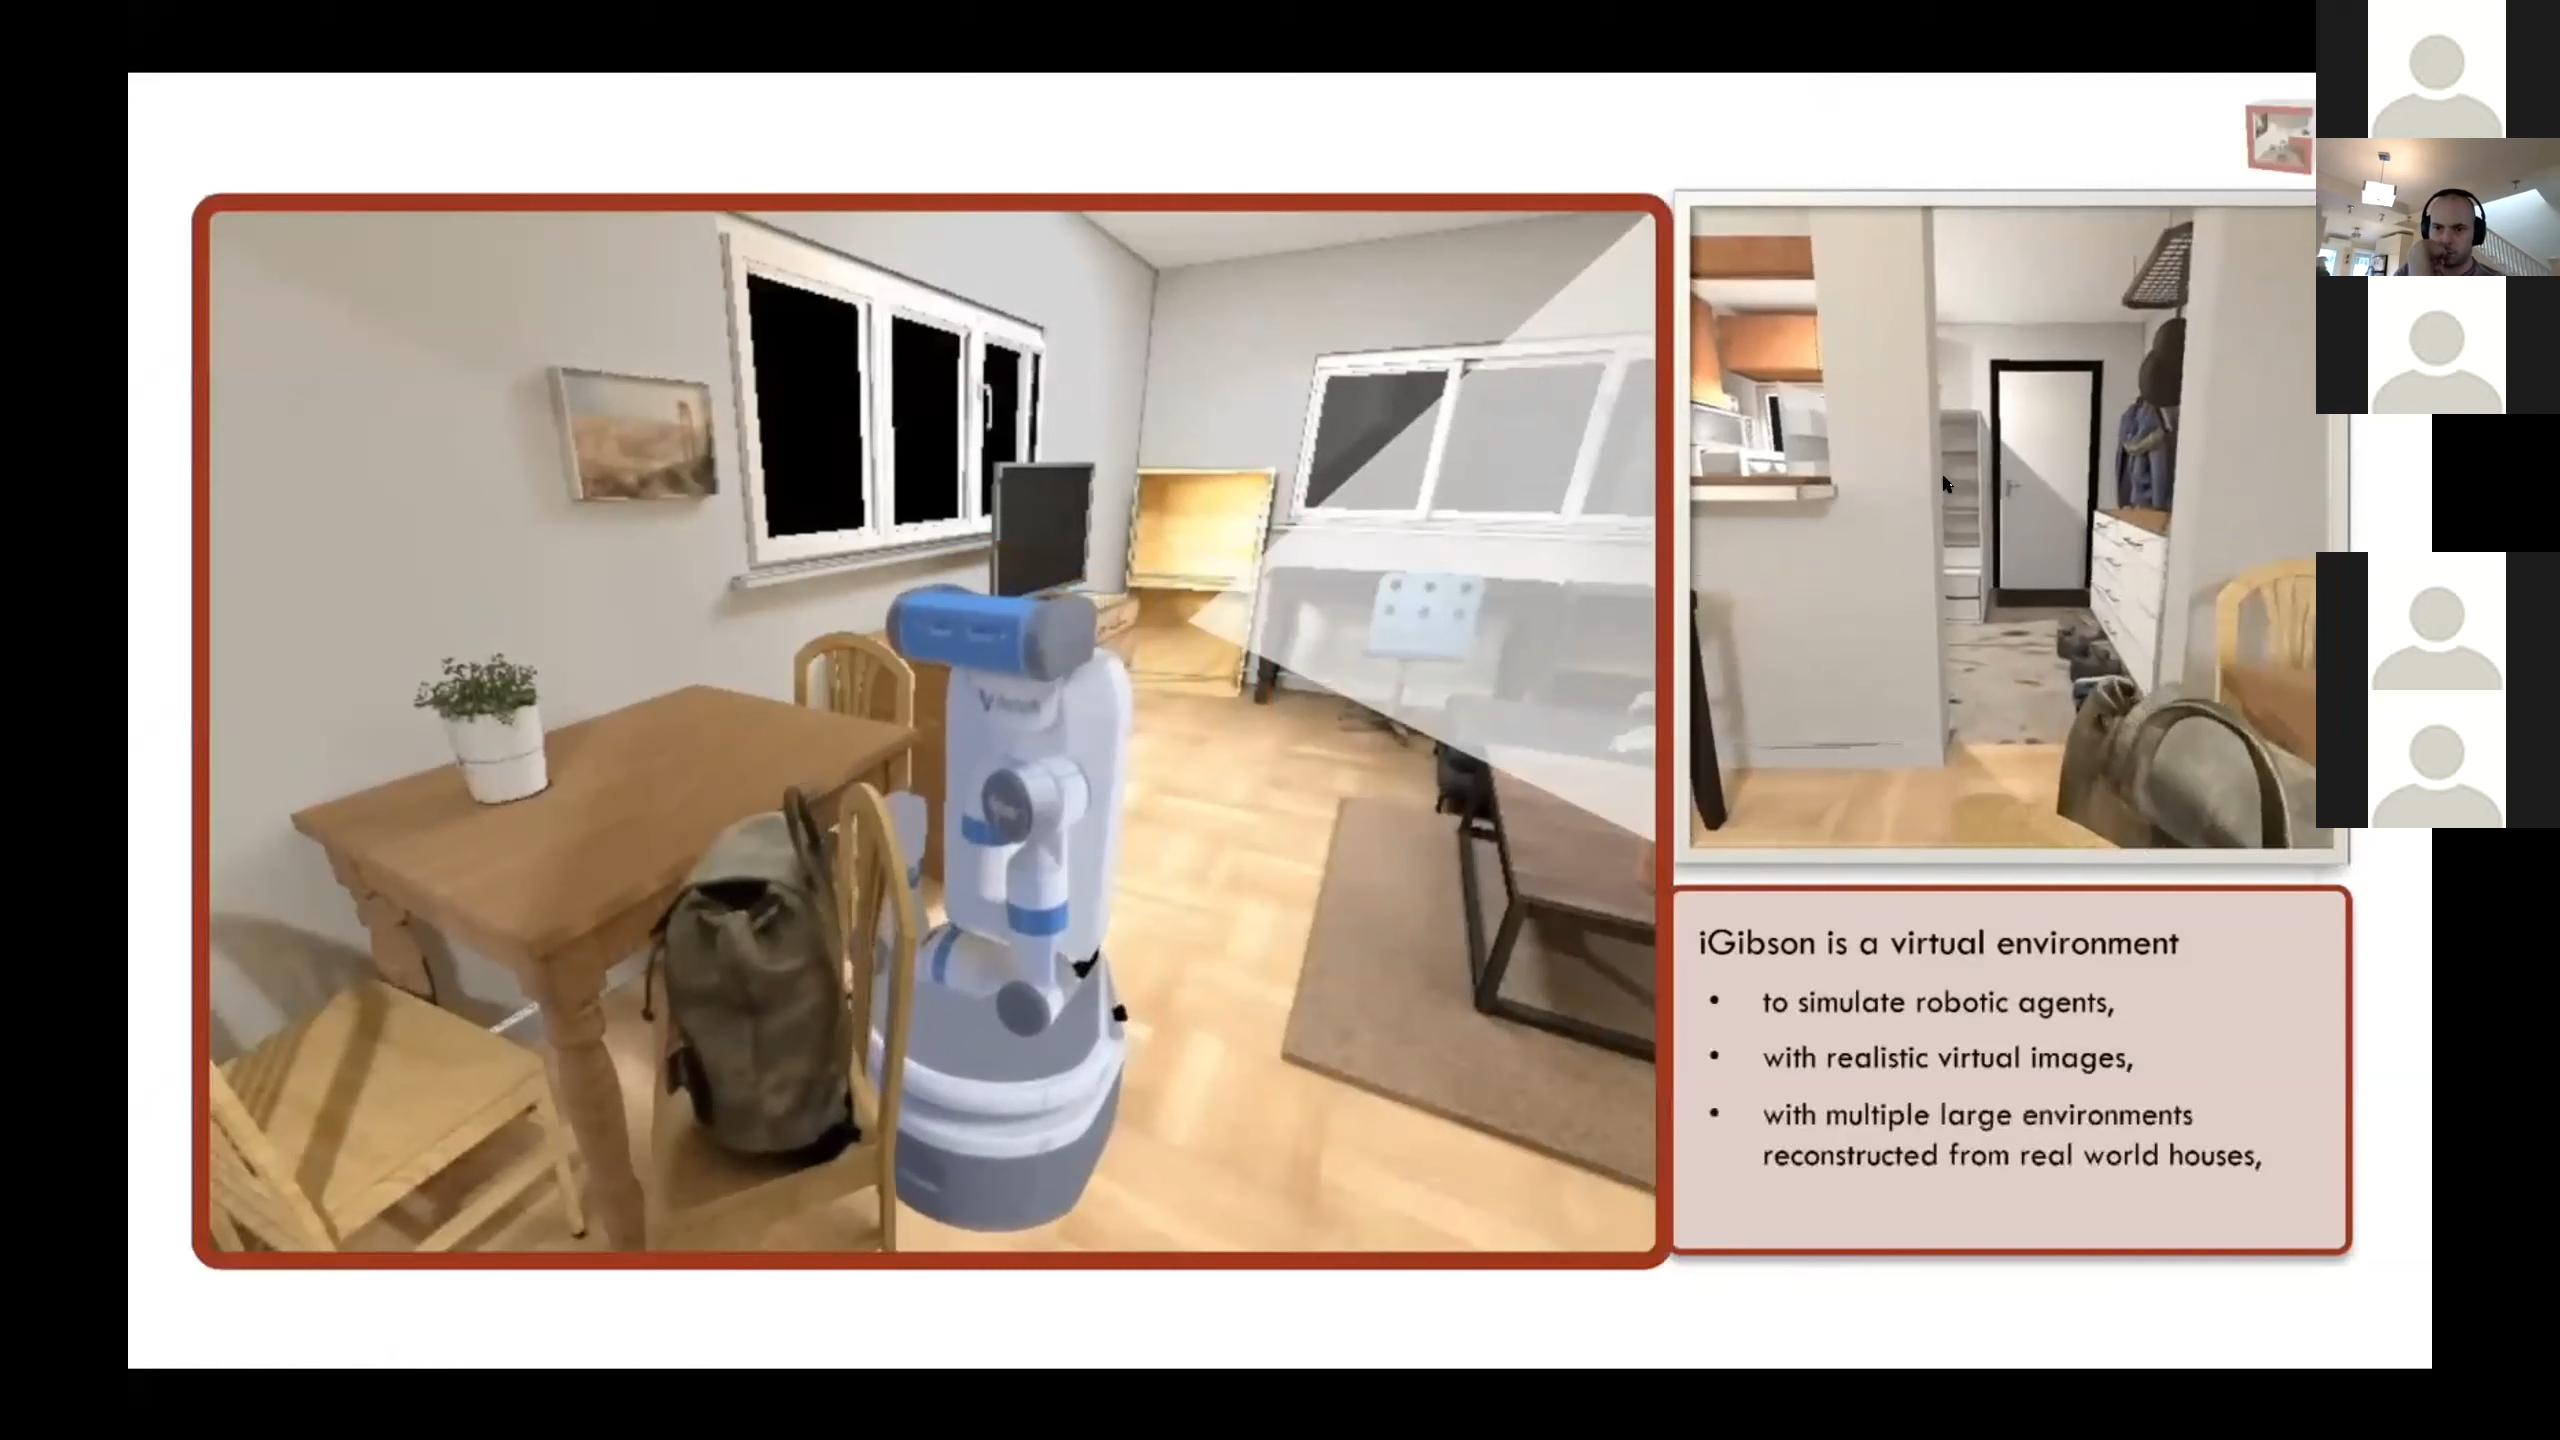 iGibson is a virtual environment
• to simulate robotic agents,
• with realistic virtual images,
• with multiple large environments
reconstructed from real world houses,